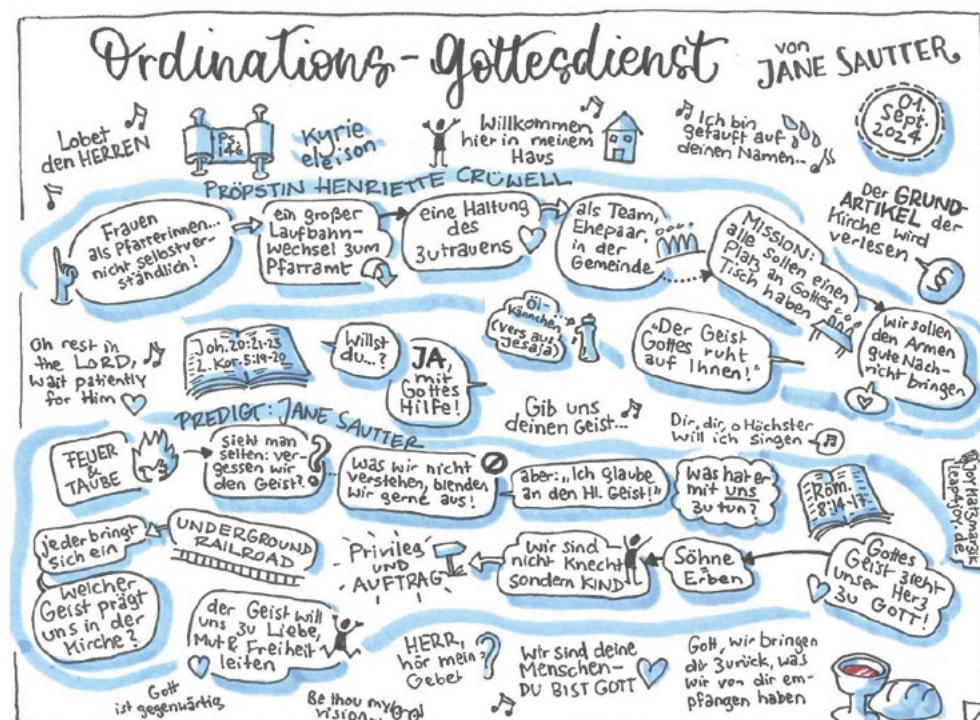 Ordinations-Gottesdienst
von
JANE SAUTTER
01.
Sept.
2024
Lobet
den HERREN
Ps.
146
Kyrie
eleison
Willkommen
hier in meinem
Haus
Ich bin
getauft auf
deinen Namen...
PRÖPSTIN HENRIETTE CRÜWELL
Frauen
als Pfarrerinnen...
nicht selbstver-
ständlich!
ein großer
Laufbahn-
wechsel zum
Pfarramt
eine Haltung
des
Zutrauens
als Team,
Ehepaar,
in der
Gemeinde
MISSION:
alle sollen einen
Platz an Gottes
Tisch haben
Der GRUND-
ARTIKEL der
Kirche wird
verlesen
§
wir sollen
den Armen
gute Nach-
richt bringen
Oh rest in
the LORD,
wait patiently
for Him
Joh. 20:21-23
2. Kor. 5:19-20
Willst
du...?
JA,
mit
Gottes
Hilfe!
Öl-
kännchen
(vers aus
Jesaja)
"Der Geist
Gottes ruht
auf Ihnen!"
Gib uns
deinen Geist...
Dir, dir, o Höchster
will ich singen
PREDIGT: JANE SAUTTER
FEUER
&
TAUBE
sieht man
selten: ver-
gessen wir
den Geist?
?
Was wir nicht
verstehen, blenden
wir gerne aus!
aber: „Ich glaube
an den Hl. Geist!"
Was hat er
mit uns
zu tun?
Röm.
8:14-17
Gottes
Geist zieht
unser Herz
zu GOTT!
Söhne
=
Erben
wir sind
nicht Knecht
sondern KIND
Privileg
UND
AUFTRAG
UNDERGROUND
RAILROAD
jeder bringt
sich ein
welcher
Geist prägt
uns in der
Kirche?
der Geist will
uns zu Liebe,
Mut & Freiheit
leiten
HERR,
hör mein
Gebet
?
Wir sind deine
Menschen-
DU BIST GOTT
Gott, wir bringen
dir zurück, was
wir von dir em-
pfangen haben
Gott
ist gegenwärtig
Be thou my
vision